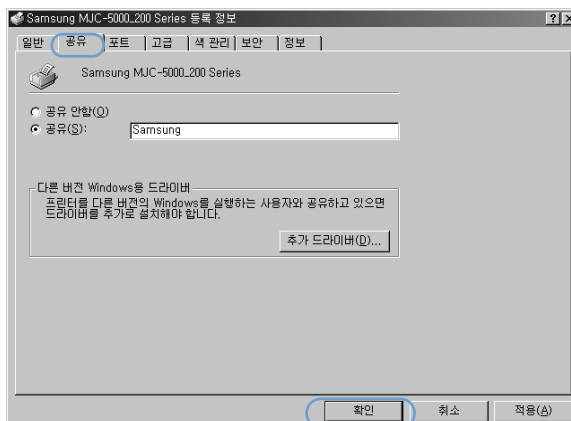 Samsung MJC-5000_200 Series 등록 정보
일반 공유 포트 고급 색 관리 보안 정보
Samsung MJC-5000_200 Series
공유 안함(O)
공유(S): Samsung
다른 버전 Windows용 드라이버
프린터를 다른 버전의 Windows를 실행하는 사용자와 공유하고 있으면
드라이버를 추가로 설치해야 합니다.
추가 드라이버(D)...
확인 취소 적용(A)